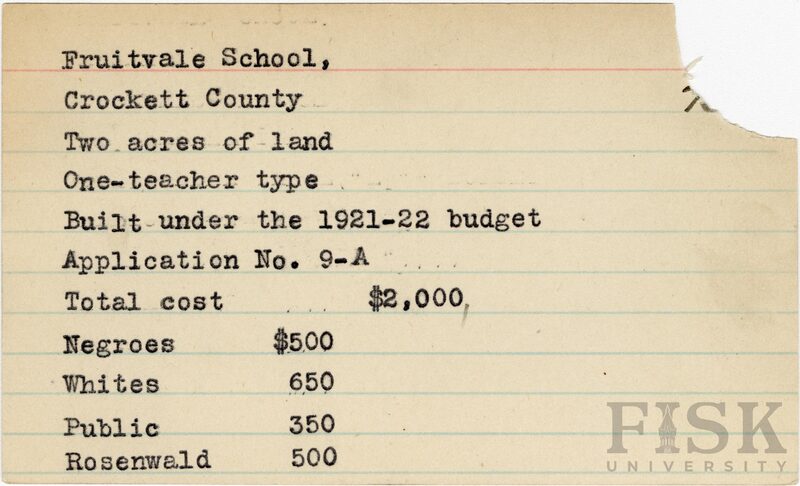 Fruitvale School,
Crockett County
Two acres of land
One-teacher type
Built under the 1921-22 budget
Application No. 9-A
Total cost $2,000
Negroes $500
Whites 650
Public 350
Rosenwald 500
FISK
UNIVERSITY